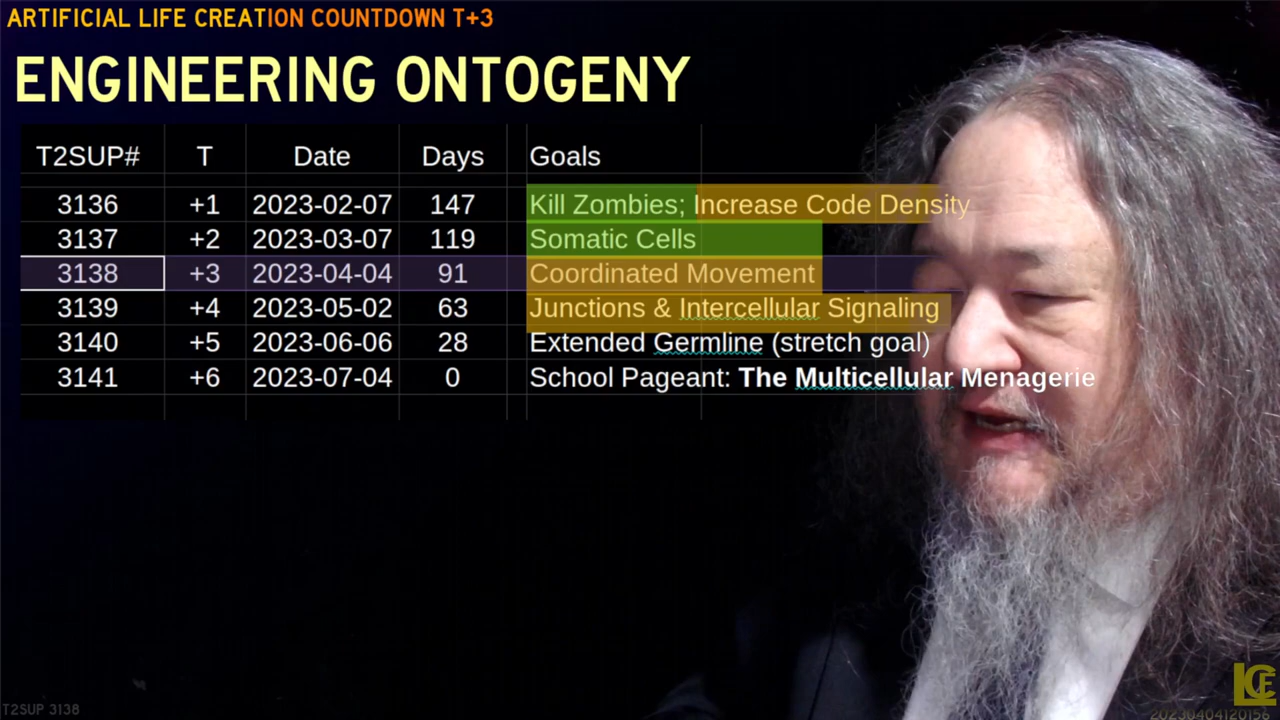 ARTIFICIAL LIFE CREATION COUNTDOWN T+3
ENGINEERING ONTOGENY
T2SUP# T Date Days Goals
3136 +1 2023-02-07 147 Kill Zombies; Increase Code Density
3137 +2 2023-03-07 119 Somatic Cells
3138 +3 2023-04-04 91 Coordinated Movement
3139 +4 2023-05-02 63 Junctions & Intercellular Signaling
3140 +5 2023-06-06 28 Extended Germline (stretch goal)
3141 +6 2023-07-04 0 School Pageant: The Multicellular Menagerie
T2SUP 3138
20230404120156